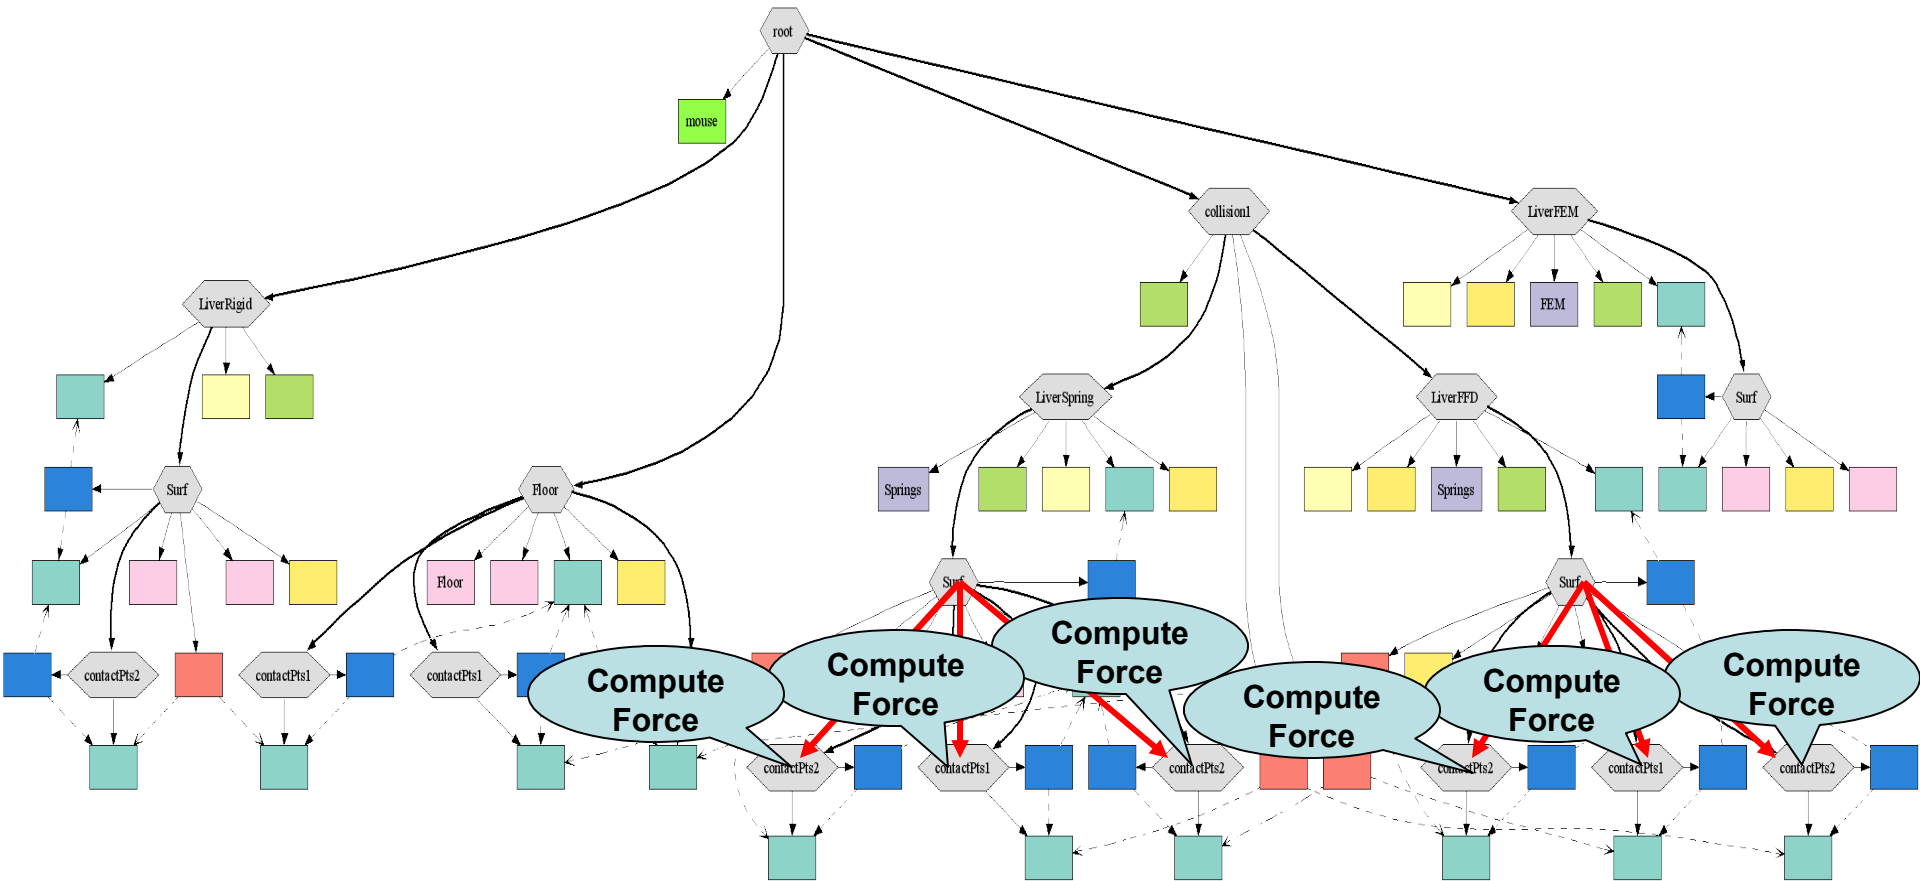 root
mouse
collision1
LiverFEM
LiverRigid
FEM
LiverSpring
LiverFFD
Surf
Surf
Floor
Springs
Springs
Surf
Floor
Surf
Compute
Force
Compute
Force
Compute
Force
Compute
Force
Compute
Force
Compute
Force
contactPts2
contactPts1
contactPts1
contactPts2
contactPts1
contactPts2
contactPts2
contactPts1
contactPts2